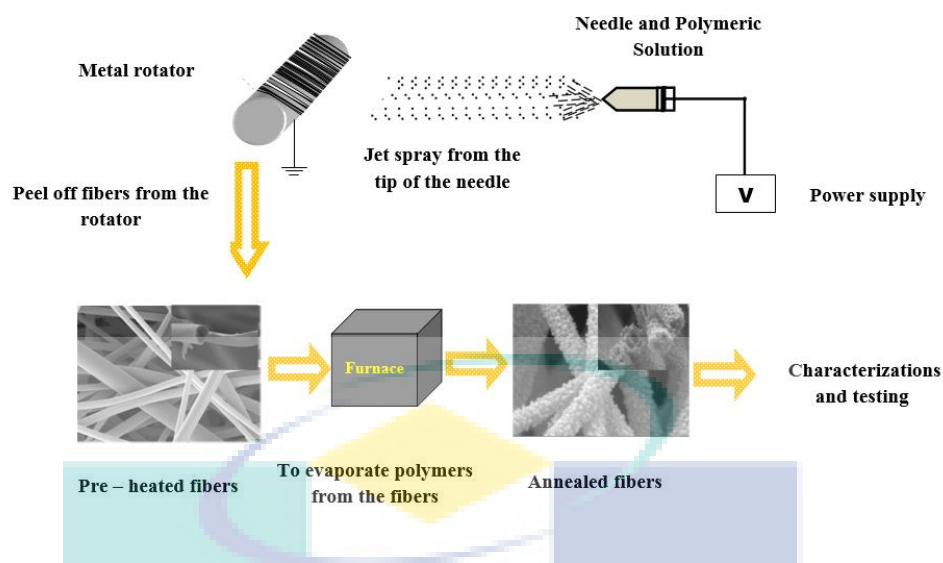 Needle and Polymeric
Solution
Metal rotator
Jet spray from the
tip of the needle
Peel off fibers from the
rotator
V
Power supply
Furnace
Characterizations
and testing
Pre – heated fibers
To evaporate polymers
from the fibers
Annealed fibers